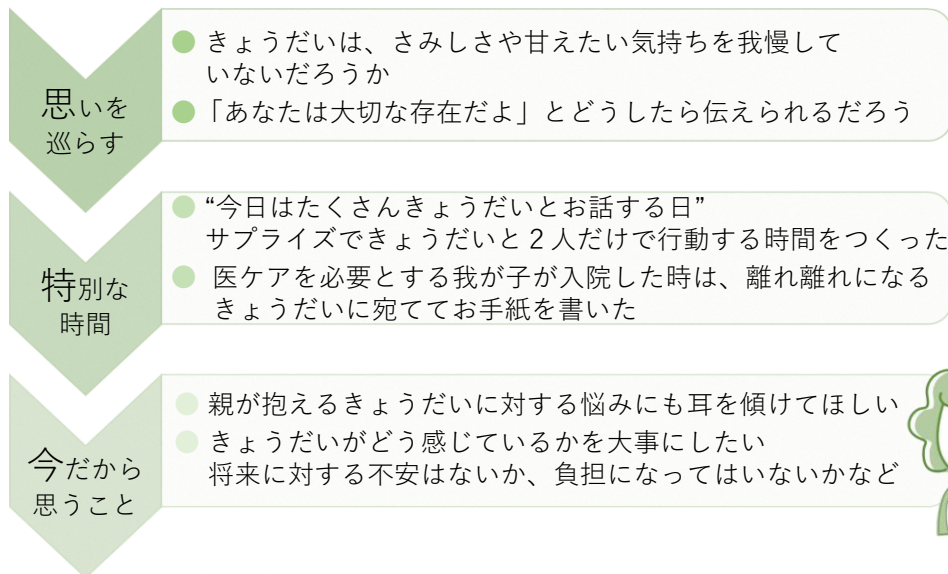 思いを
巡らす
● きょうだいは、さみしさや甘えたい気持ちを我慢して
いないだろうか
● 「あなたは大切な存在だよ」とどうしたら伝えられるだろう
特別な
時間
● “今日はたくさんきょうだいとお話する日”
サプライズできょうだいと２人だけで行動する時間をつくった
● 医ケアを必要とする我が子が入院した時は、離れ離れになる
きょうだいに宛ててお手紙を書いた
今だから
思うこと
● 親が抱えるきょうだいに対する悩みにも耳を傾けてほしい
● きょうだいがどう感じているかを大事にしたい
将来に対する不安はないか、負担になってはいないかなど